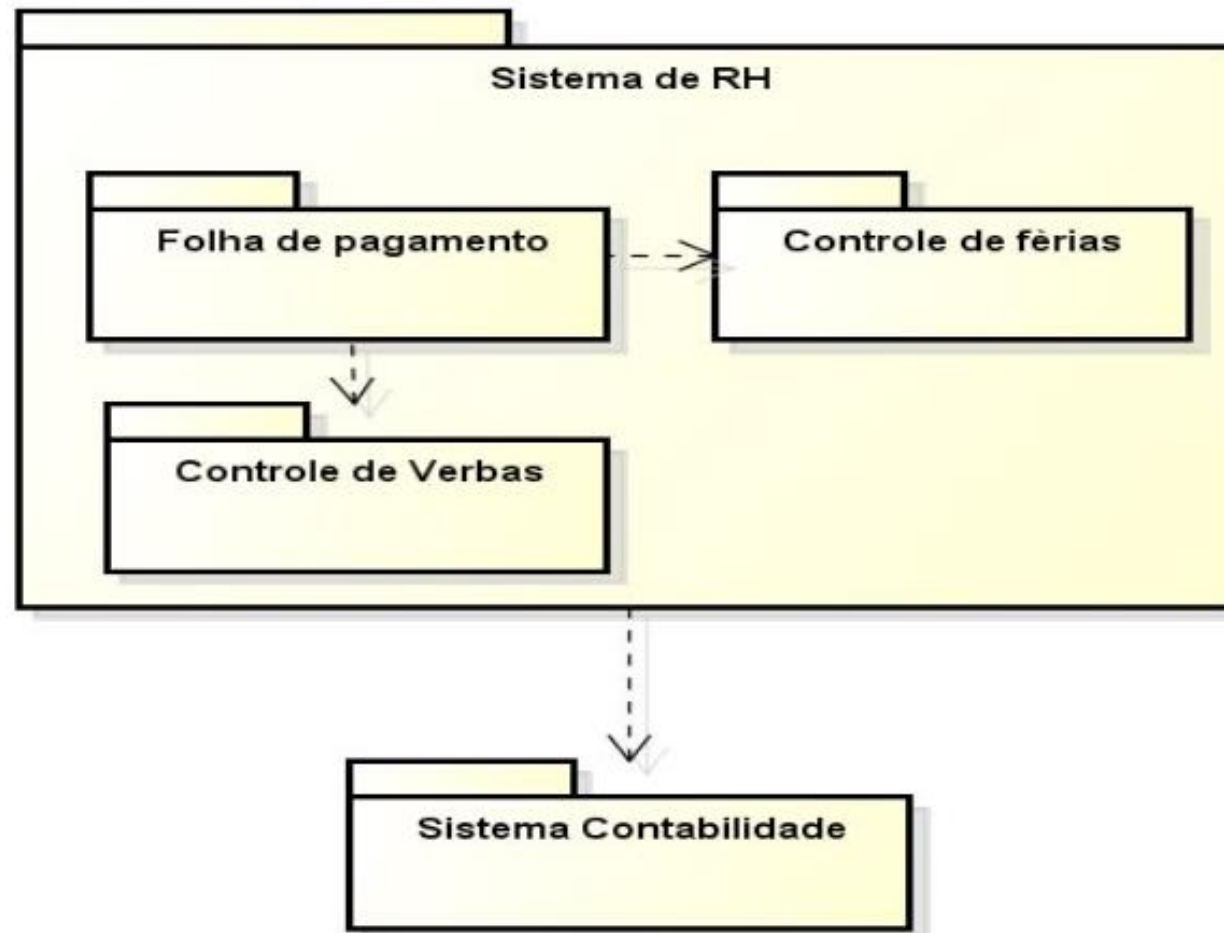 Sistema de RH
Folha de pagamento
Controle de fèrias
Controle de Verbas
Sistema Contabilidade